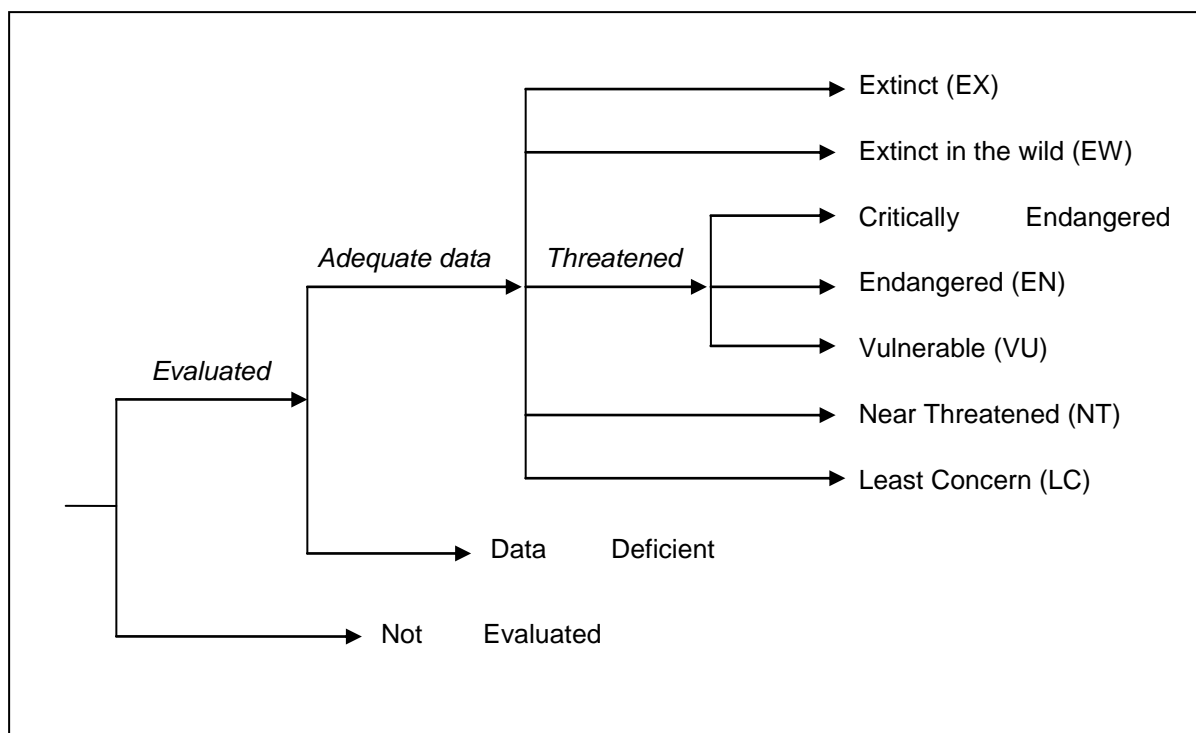 Extinct (EX)
Extinct in the wild (EW)
Critically Endangered
Adequate data
Threatened
Endangered (EN)
Vulnerable (VU)
Evaluated
Near Threatened (NT)
Least Concern (LC)
Data Deficient
Not Evaluated